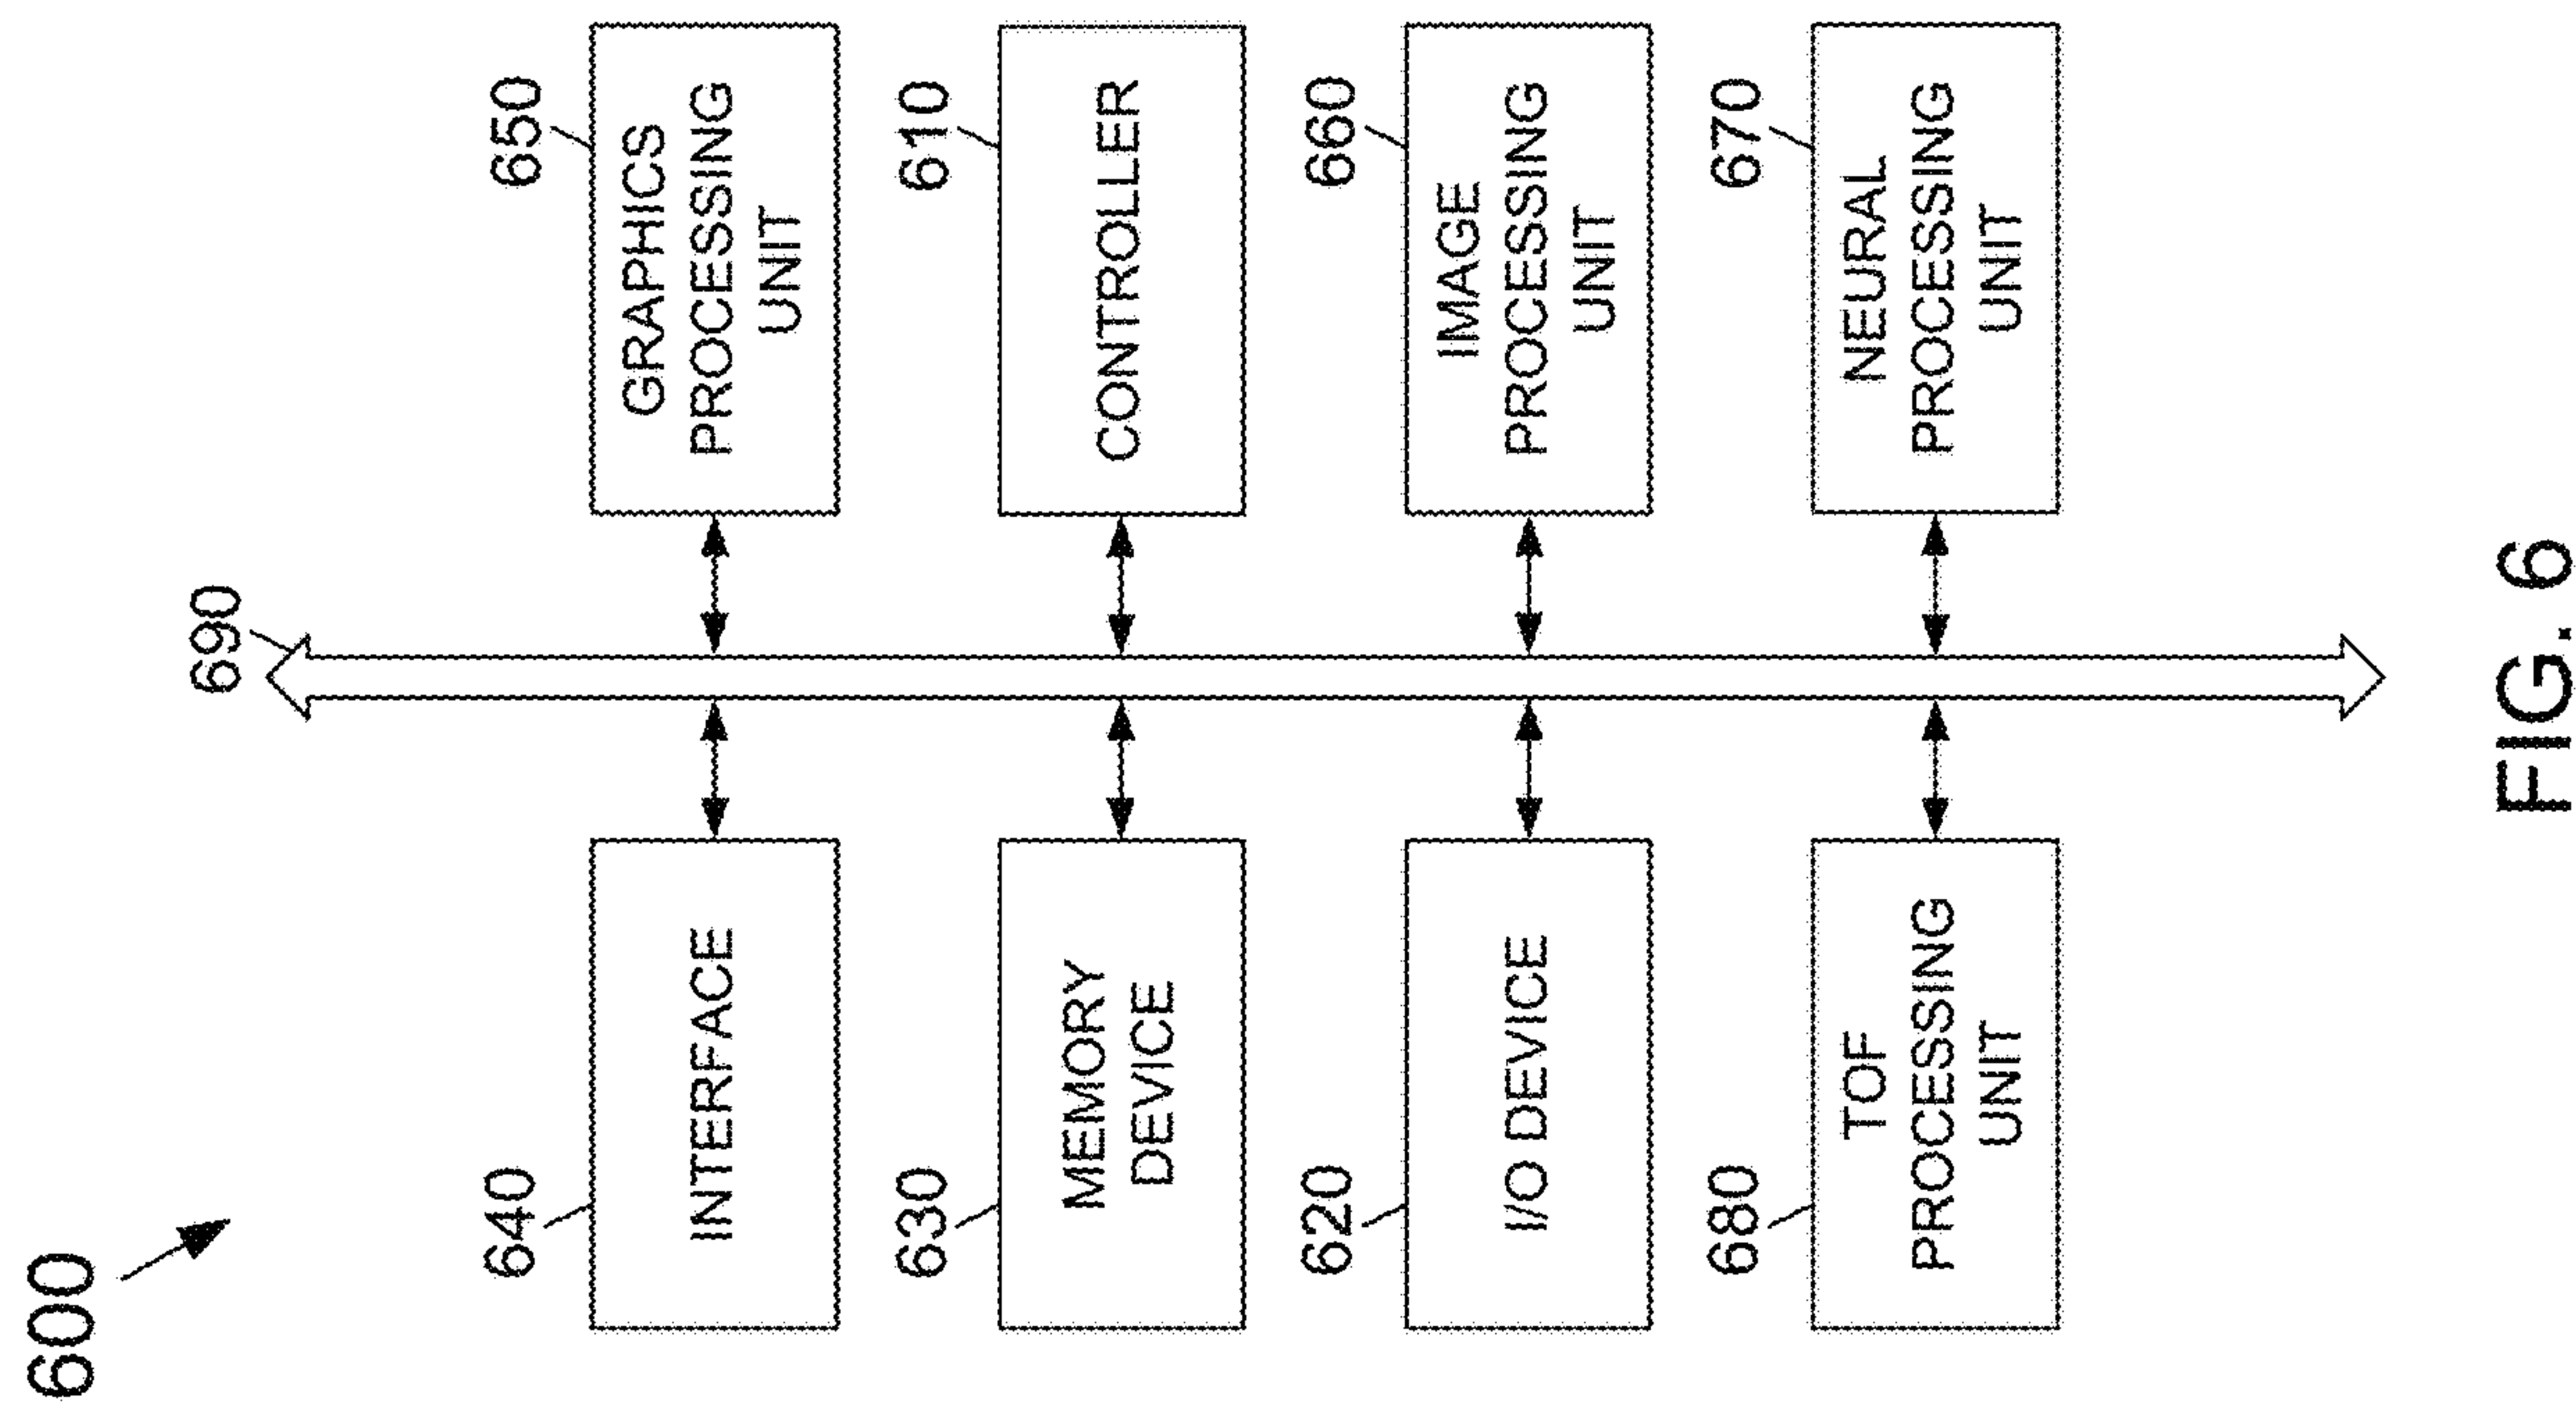 600
690
640
INTERFACE
650
GRAPHICS
PROCESSING
UNIT
630
MEMORY
DEVICE
610
CONTROLLER
620
I/O DEVICE
660
IMAGE
PROCESSING
UNIT
680
TOF
PROCESSING
UNIT
670
NEURAL
PROCESSING
UNIT
FIG. 6